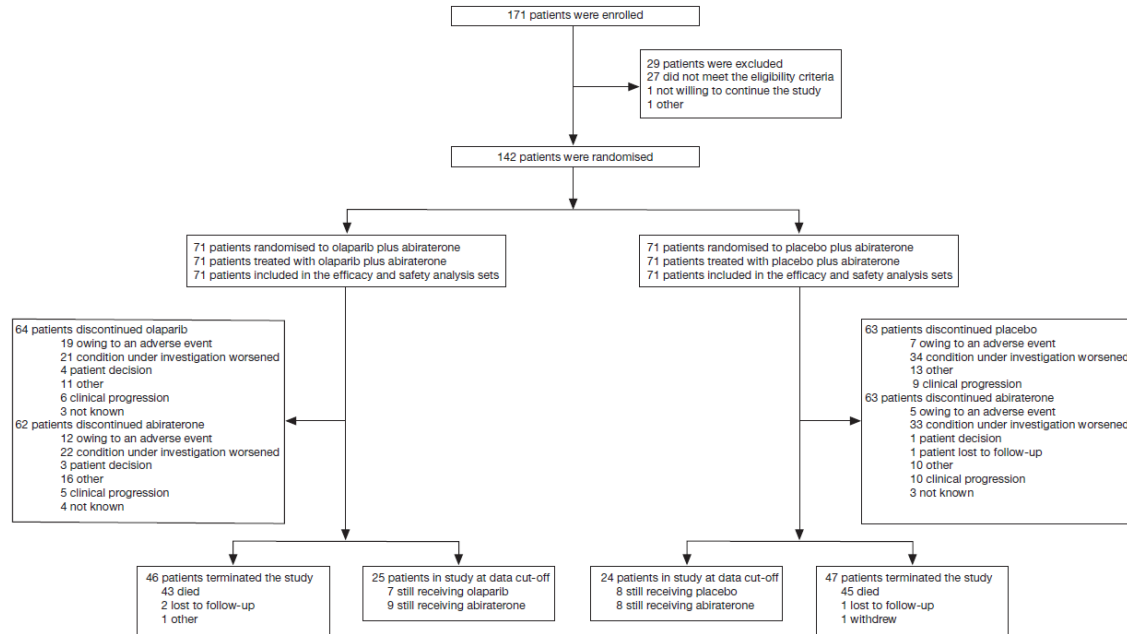 171 patients were enrolled
29 patients were excluded
27 did not meet the eligibility criteria
1 not willing to continue the study
1 other
142 patients were randomised
71 patients randomised to olaparib plus abiraterone
71 patients treated with olaparib plus abiraterone
71 patients included in the efficacy and safety analysis sets
71 patients randomised to placebo plus abiraterone
71 patients treated with placebo plus abiraterone
71 patients included in the efficacy and safety analysis sets
64 patients discontinued olaparib
19 owing to an adverse event
21 condition under investigation worsened
4 patient decision
11 other
6 clinical progression
3 not known
62 patients discontinued abiraterone
12 owing to an adverse event
22 condition under investigation worsened
3 patient decision
16 other
5 clinical progression
4 not known
63 patients discontinued placebo
7 owing to an adverse event
34 condition under investigation worsened
13 other
9 clinical progression
63 patients discontinued abiraterone
5 owing to an adverse event
33 condition under investigation worsened
1 patient decision
1 patient lost to follow-up
10 other
10 clinical progression
3 not known
46 patients terminated the study
43 died
2 lost to follow-up
1 other
25 patients in study at data cut-off
7 still receiving olaparib
9 still receiving abiraterone
24 patients in study at data cut-off
8 still receiving placebo
8 still receiving abiraterone
47 patients terminated the study
45 died
1 lost to follow-up
1 withdrew